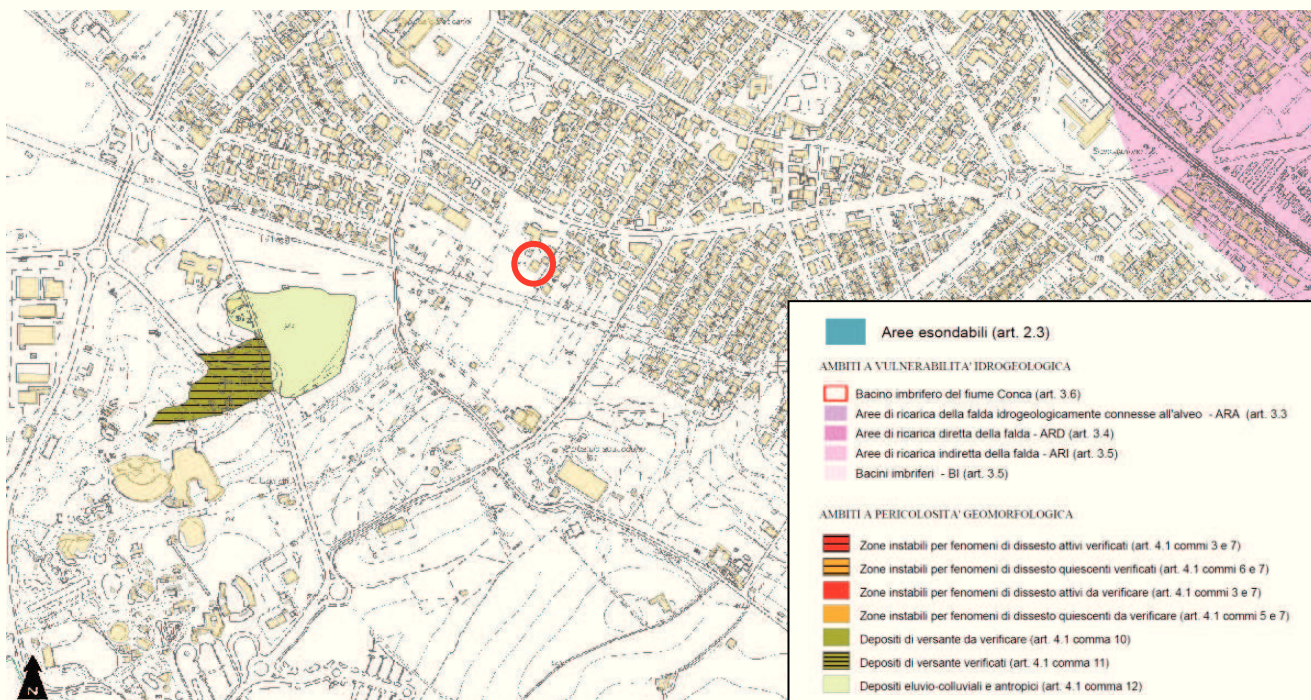 Aree esondabili (art. 2.3)
AMBITI A VULNERABILITA' IDROGEOLOGICA
Bacino imbrifero del fiume Conca (art. 3.6)
Aree di ricarica della falda idrogeologicamente connesse all'alveo - ARA (art. 3.3
Aree di ricarica diretta della falda - ARD (art. 3.4)
Aree di ricarica indiretta della falda - ARI (art. 3.5)
Bacini imbriferi - BI (art. 3.5)
AMBITI A PERICOLOSITA' GEOMORFOLOGICA
Zone instabili per fenomeni di dissesto attivi verificati (art. 4.1 commi 3 e 7)
Zone instabili per fenomeni di dissesto quiescenti verificati (art. 4.1 commi 6 e 7)
Zone instabili per fenomeni di dissesto attivi da verificare (art. 4.1 commi 3 e 7)
Zone instabili per fenomeni di dissesto quiescenti da verificare (art. 4.1 commi 5 e 7)
Depositi di versante da verificare (art. 4.1 comma 10)
Depositi di versante verificati (art. 4.1 comma 11)
Depositi eluvio-colluviali e antropici (art. 4.1 comma 12)
N